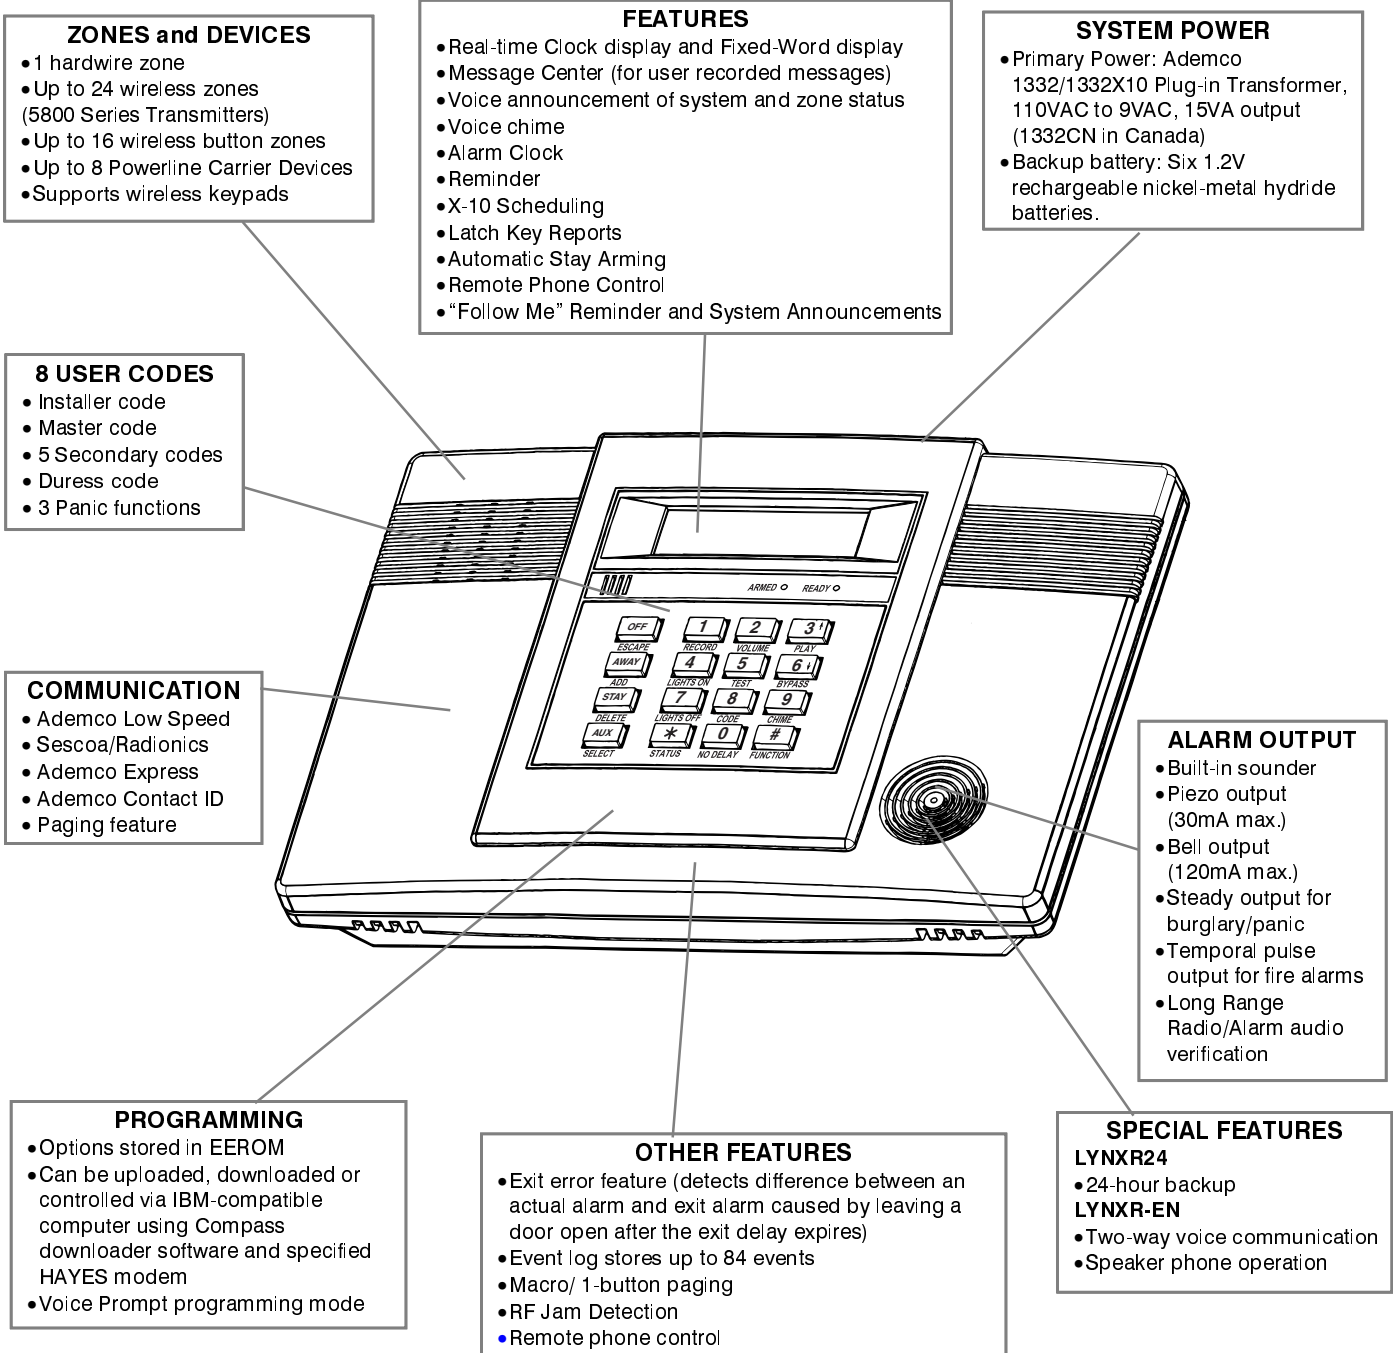 ZONES and DEVICES
•1 hardwire zone
•Up to 24 wireless zones
(5800 Series Transmitters)
•Up to 16 wireless button zones
•Up to 8 Powerline Carrier Devices
•Supports wireless keypads
FEATURES
•Real-time Clock display and Fixed-Word display
•Message Center (for user recorded messages)
•Voice announcement of system and zone status
•Voice chime
•Alarm Clock
•Reminder
•X-10 Scheduling
•Latch Key Reports
•Automatic Stay Arming
•Remote Phone Control
•“Follow Me” Reminder and System Announcements
SYSTEM POWER
•Primary Power: Ademco
1332/1332X10 Plug-in Transformer,
110VAC to 9VAC, 15VA output
(1332CN in Canada)
•Backup battery: Six 1.2V
rechargeable nickel-metal hydride
batteries.
8 USER CODES
• Installer code
• Master code
• 5 Secondary codes
• Duress code
• 3 Panic functions
ARMED READY
OFF 1 2 3
ESCAPE RECORD VOLUME PLAY
AWAY 4 5 6
ADD LIGHTS ON TEST BYPASS
STAY 7 8 9
DELETE LIGHTS OFF CODE CHIME
AUX * 0 #
SELECT STATUS NO DELAY FUNCTION
COMMUNICATION
• Ademco Low Speed
• Sescoa/Radionics
• Ademco Express
• Ademco Contact ID
• Paging feature
ALARM OUTPUT
•Built-in sounder
•Piezo output
(30mA max.)
•Bell output
(120mA max.)
•Steady output for
burglary/panic
•Temporal pulse
output for fire alarms
•Long Range
Radio/Alarm audio
verification
PROGRAMMING
•Options stored in EEROM
•Can be uploaded, downloaded or
controlled via IBM-compatible
computer using Compass
downloader software and specified
HAYES modem
•Voice Prompt programming mode
OTHER FEATURES
•Exit error feature (detects difference between an
actual alarm and exit alarm caused by leaving a
door open after the exit delay expires)
•Event log stores up to 84 events
•Macro/ 1-button paging
•RF Jam Detection
•Remote phone control
SPECIAL FEATURES
LYNXR24
•24-hour backup
LYNXR-EN
•Two-way voice communication
•Speaker phone operation